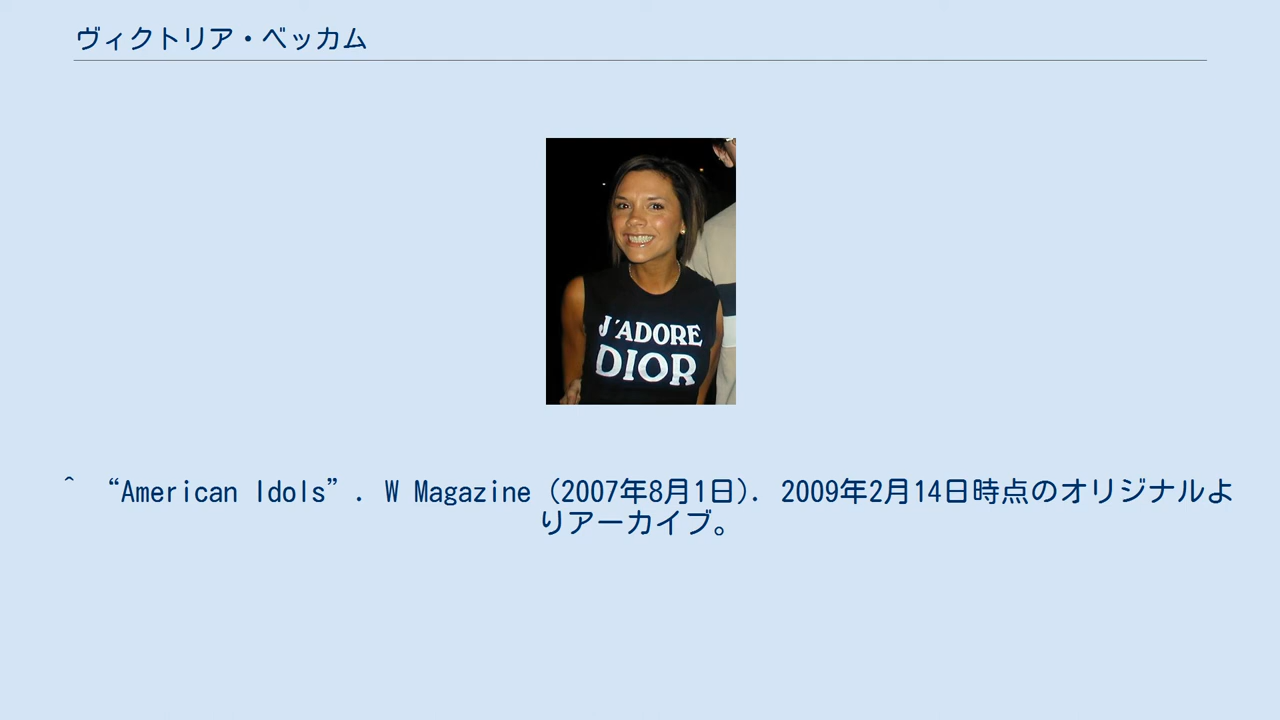 ヴィクトリア・ベッカム
J'ADORE
DIOR
^ “American Idols”. W Magazine (2007年8月1日). 2009年2月14日時点のオリジナルよ
りアーカイブ。